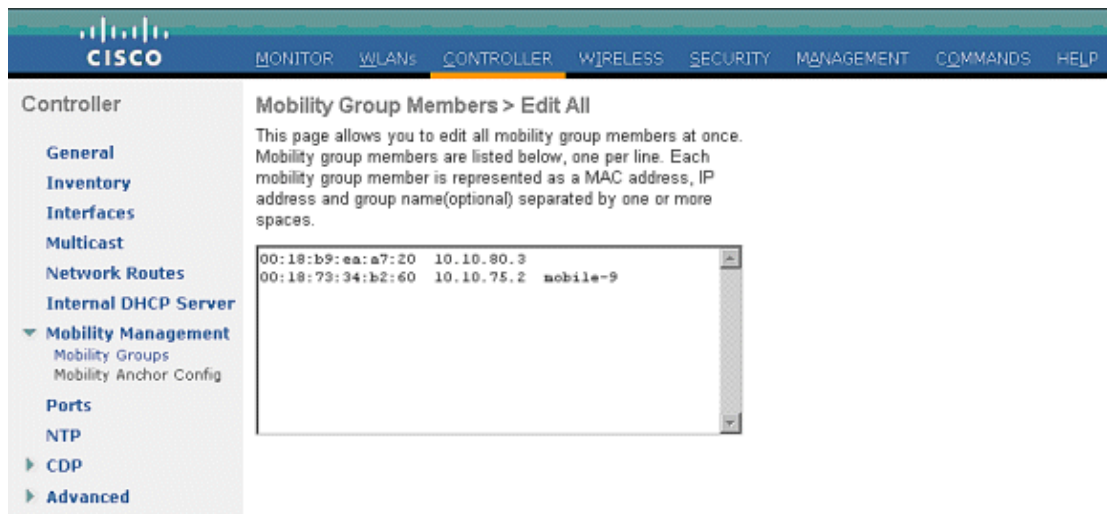 CISCO
MONITOR WLANs CONTROLLER WIRELESS SECURITY MANAGEMENT COMMANDS HELP
Controller
General
Inventory
Interfaces
Multicast
Network Routes
Internal DHCP Server
Mobility Management
Mobility Groups
Mobility Anchor Config
Ports
NTP
CDP
Advanced
Mobility Group Members > Edit All
This page allows you to edit all mobility group members at once.
Mobility group members are listed below, one per line. Each
mobility group member is represented as a MAC address, IP
address and group name(optional) separated by one or more
spaces.
00:18:b9:ea:a7:20 10.10.80.3
00:18:73:34:b2:60 10.10.75.2 mobile-9